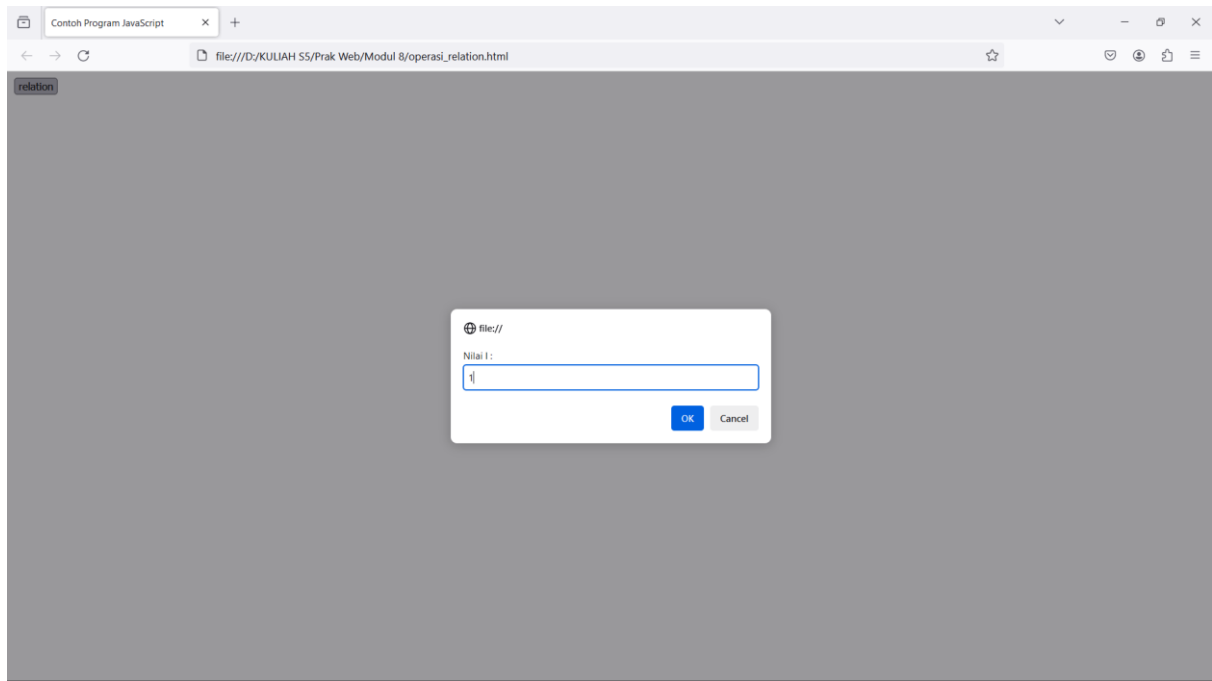 Contoh Program JavaScript
file:///D:/KULIAH S5/Prak Web/Modul 8/operasi_relation.html
relation
file://
Nilai I :
1
OK Cancel